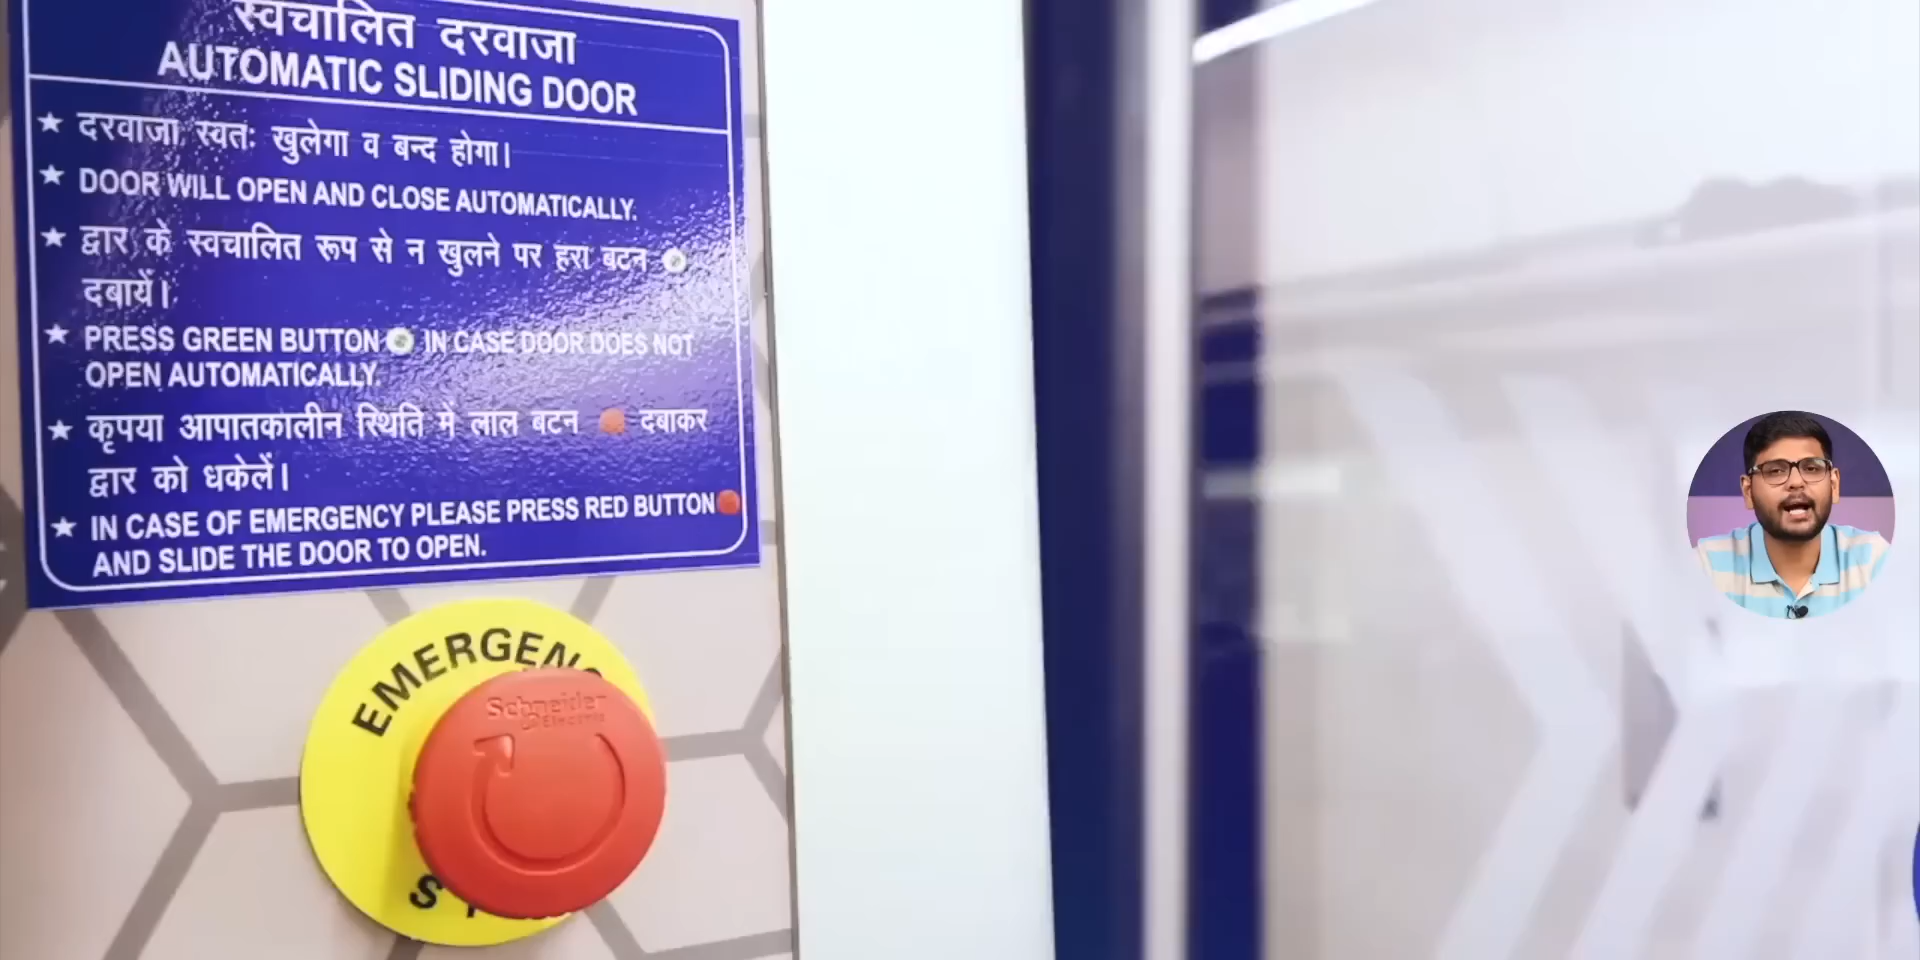 स्वचालित दरवाजा
AUTOMATIC SLIDING DOOR
★ दरवाजा स्वतः खुलेगा व बन्द होगा।
★ DOOR WILL OPEN AND CLOSE AUTOMATICALLY.
★ द्वार के स्वचालित रूप से न खुलने पर हरा बटन
दबायें।
★ PRESS GREEN BUTTON IN CASE DOOR DOES NOT
OPEN AUTOMATICALLY.
★ कृपया आपातकालीन स्थिति में लाल बटन दबाकर
द्वार को धकेलें।
★ IN CASE OF EMERGENCY PLEASE PRESS RED BUTTON
AND SLIDE THE DOOR TO OPEN.
EMERGENC
Schneider
Electric